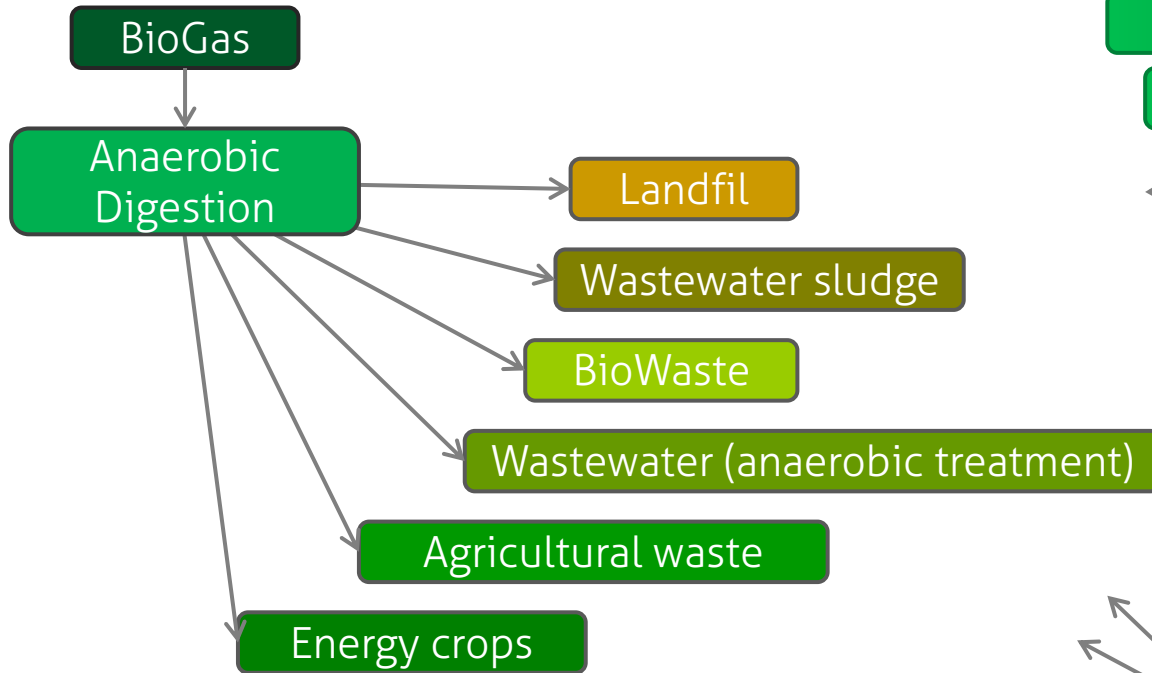 BioGas
Anaerobic
Digestion
Landfil
Wastewater sludge
BioWaste
Wastewater (anaerobic treatment)
Agricultural waste
Energy crops